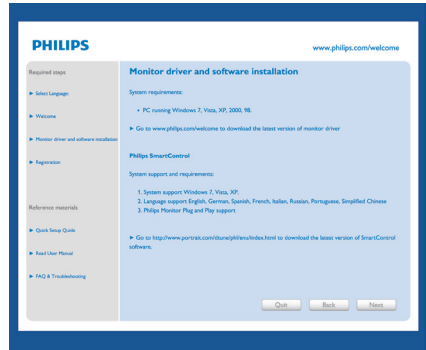 PHILIPS
www.philips.com/welcome
Required steps
► Select Language:
► Welcome
► Monitor driver and software installation
► Registration
Reference materials
► Quick Setup Quide
► Read User Manual
► FAQ & Troubleshooting
Monitor driver and software installation
System requirements:
• PC running Windows 7, Vista, XP, 2000, 98.
► Go to www.philips.com/welcome to download the latest version of monitor driver
Philips SmartControl
System support and requirements:
1. System support Windows 7, Vista, XP.
2. Language support English, German, Spanish, French, Italian, Russian, Portuguese, Simplified Chinese
3. Philips Monitor Plug and Play support
► Go to http://www.portrait.com/dtune/phl/enu/index.html to download the latest version of SmartControl
software.
Quit
Back
Next